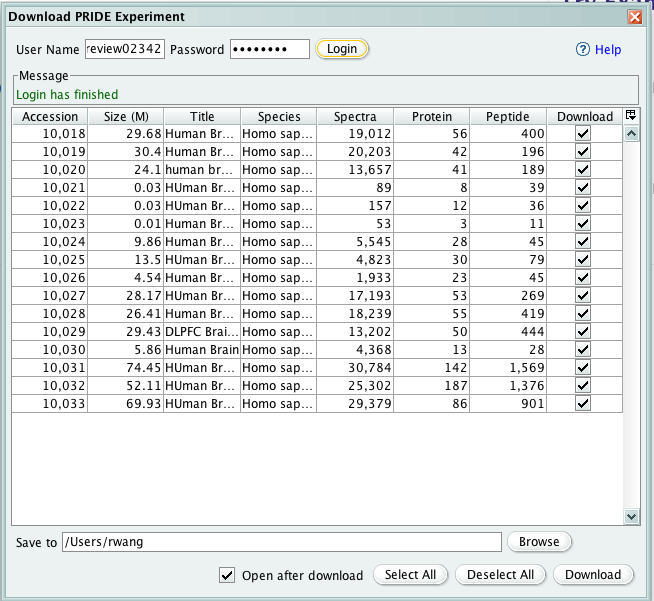 Download PRIDE Experiment
User Name review02342 Password •••••••• Login Help
Message
Login has finished
Accession Size (M) Title Species Spectra Protein Peptide Download
10,018 29.68 Human Br... Homo sap... 19,012 56 400
10,019 30.4 Human Br... Homo sap... 20,203 42 196
10,020 24.1 human br... Homo sap... 13,657 41 189
10,021 0.03 HUman Br... Homo sap... 89 8 39
10,022 0.03 HUman Br... Homo sap... 157 12 36
10,023 0.01 HUman Br... Homo sap... 53 3 11
10,024 9.86 Human Br... Homo sap... 5,545 28 45
10,025 13.5 HUman Br... Homo sap... 4,823 30 79
10,026 4.54 Human Br... Homo sap... 1,933 23 45
10,027 28.17 HUman Br... Homo sap... 17,193 53 269
10,028 26.41 Human Br... Homo sap... 18,239 55 419
10,029 29.43 DLPFC Brai... Homo sap... 13,202 50 444
10,030 5.86 Human Brain Homo sap... 4,368 13 28
10,031 74.45 HUman Br... Homo sap... 30,784 142 1,569
10,032 52.11 HUman Br... Homo sap... 25,302 187 1,376
10,033 69.93 HUman Br... Homo sap... 29,379 86 901
Save to /Users/rwang Browse
Open after download Select All Deselect All Download